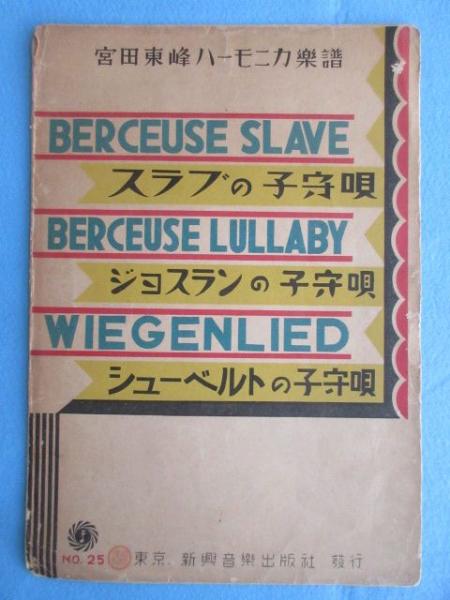 宮田東峰ハーモニカ樂譜
BERCEUSE SLAVE
スラブの子守唄
BERCEUSE LULLABY
ジョスランの子守唄
WIEGENLIED
シューベルトの子守唄
NO. 25 東京. 新興音樂出版社 發行